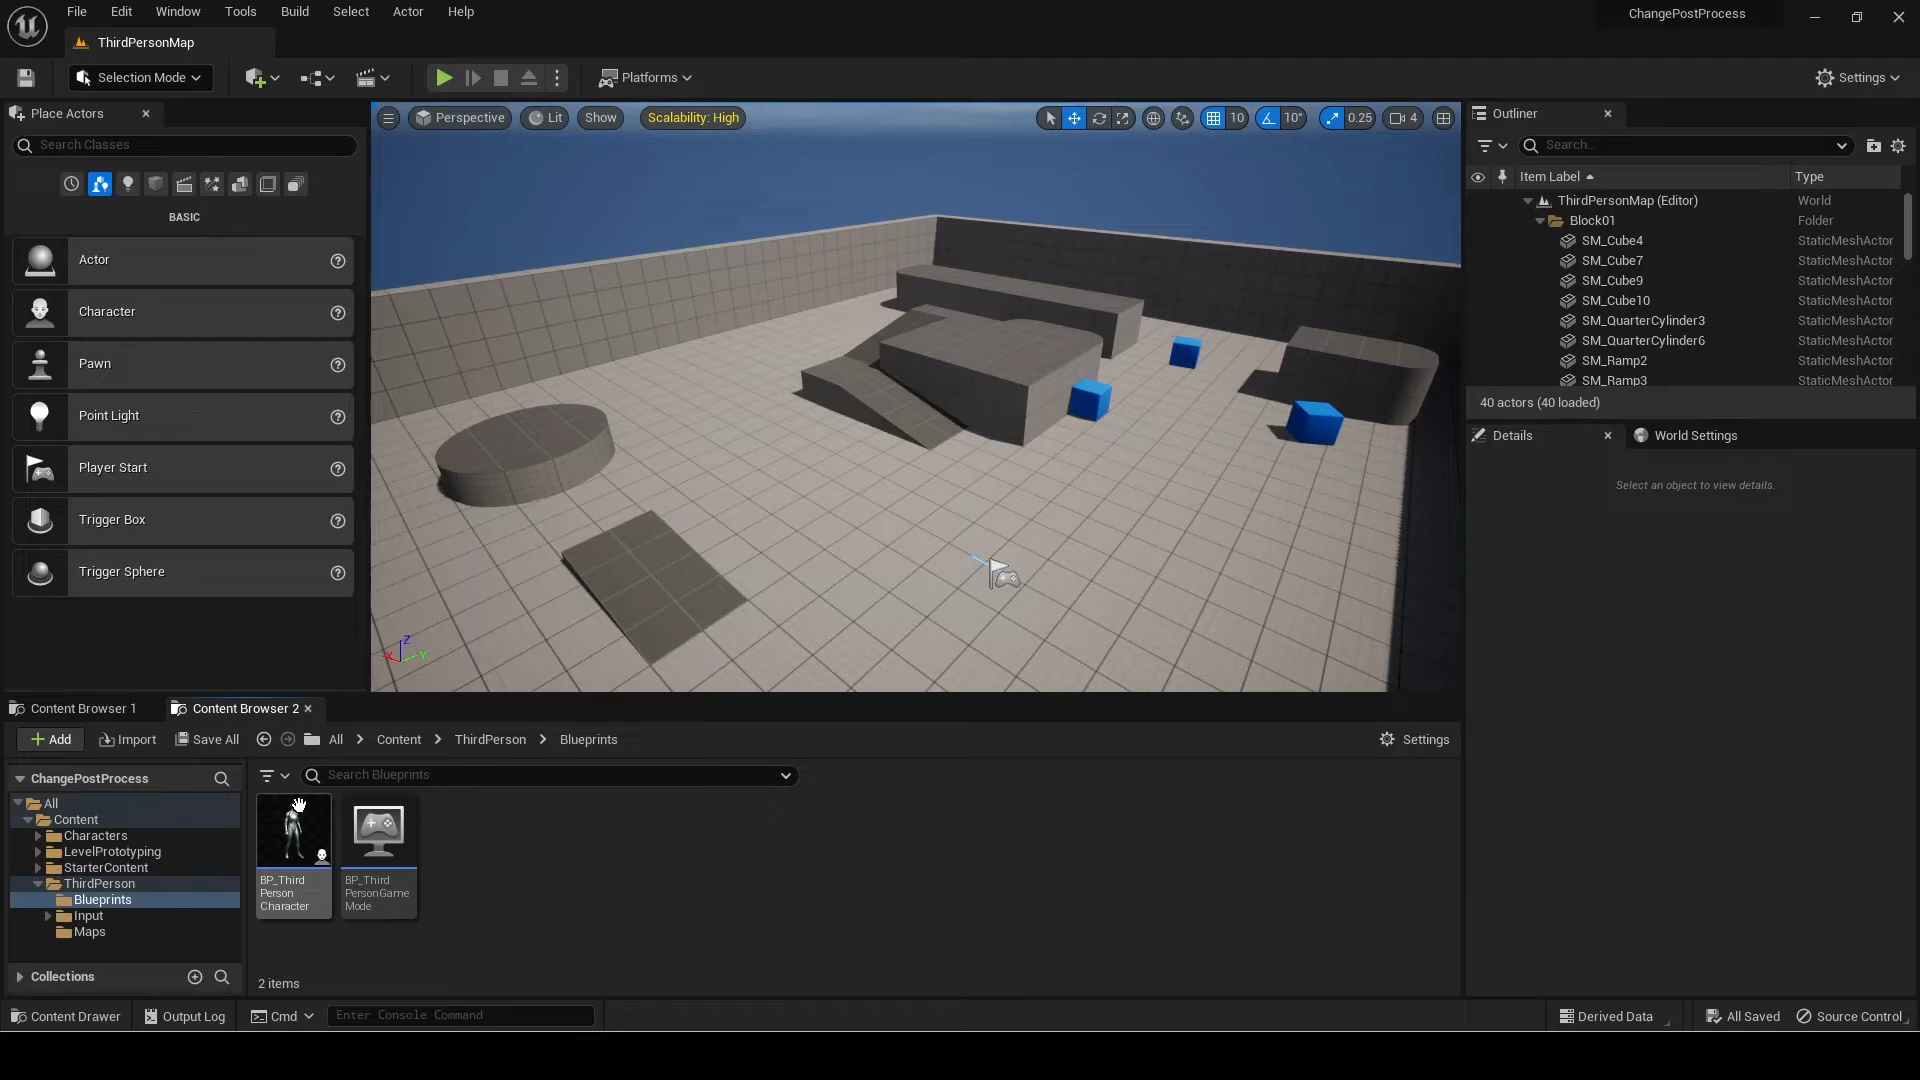 File Edit Window Tools Build Select Actor Help
ChangePostProcess
ThirdPersonMap
Selection Mode
Platforms
Settings
Place Actors
Search Classes
BASIC
Actor
Character
Pawn
Point Light
Player Start
Trigger Box
Trigger Sphere
Perspective Lit Show Scalability: High
10 10° 0.25 4
X Y Z
Outliner
Search...
Item Label Type
ThirdPersonMap (Editor) World
Block01 Folder
SM_Cube4 StaticMeshActor
SM_Cube7 StaticMeshActor
SM_Cube9 StaticMeshActor
SM_Cube10 StaticMeshActor
SM_QuarterCylinder3 StaticMeshActor
SM_QuarterCylinder6 StaticMeshActor
SM_Ramp2 StaticMeshActor
SM_Ramp3 StaticMeshActor
40 actors (40 loaded)
Details World Settings
Select an object to view details.
Content Browser 1 Content Browser 2
Add Import Save All All Content ThirdPerson Blueprints Settings
ChangePostProcess
All
Content
Characters
LevelPrototyping
StarterContent
ThirdPerson
Blueprints
Input
Maps
Collections
Search Blueprints
BP_Third
Person
Character
BP_Third
PersonGame
Mode
2 items
Content Drawer Output Log Cmd Enter Console Command Derived Data All Saved Source Control